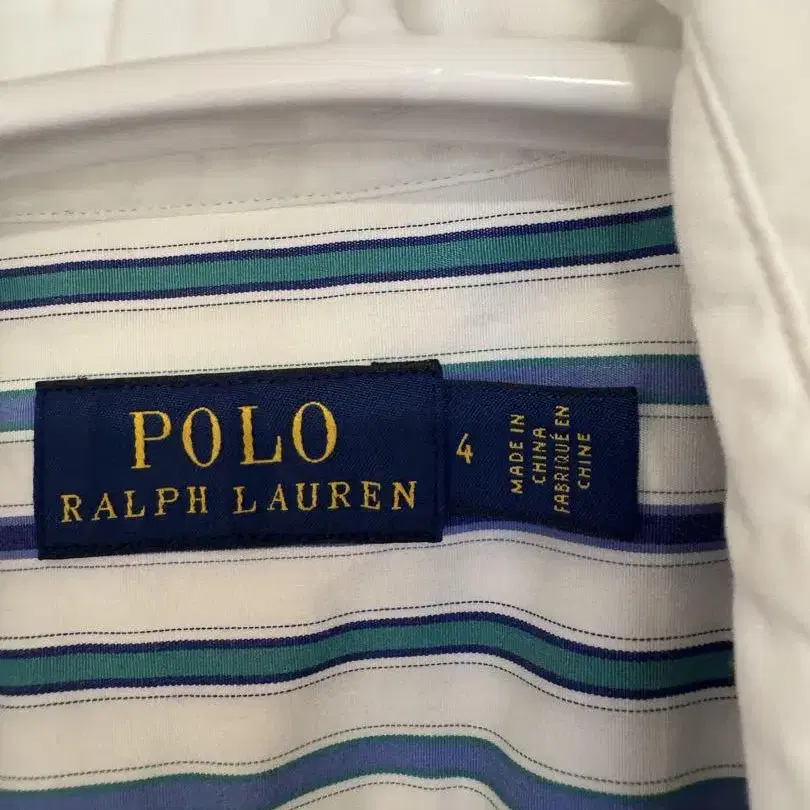 POLO
RALPH LAUREN
4
MADE IN
CHINA
FABRIQUÉ EN
CHINE